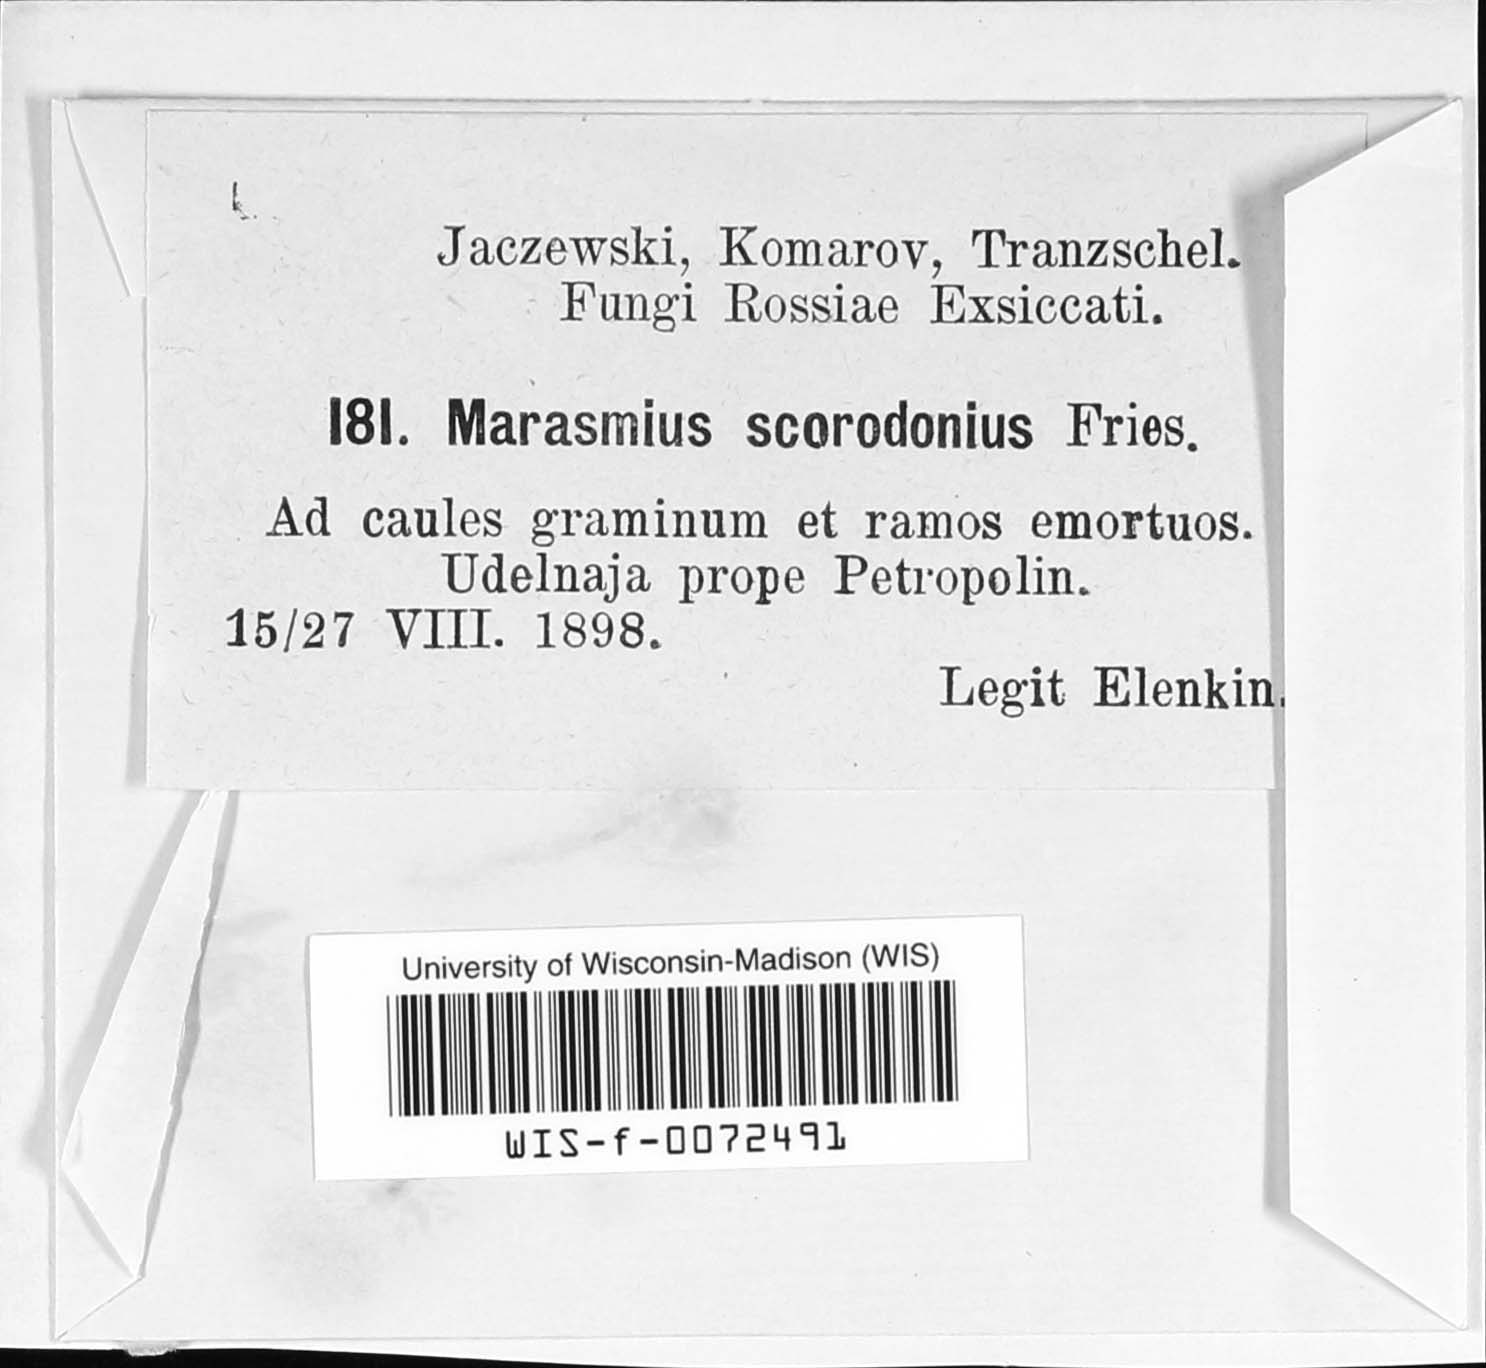 Jaczewski, Komarov, Tranzschel.
Fungi Rossiae Exsiccati.
181. Marasmius scorodonius Fries.
Ad caules graminum et ramos emortuos.
Udelnaja prope Petropolin.
15/27 VIII. 1898.
Legit Elenkin.
University of Wisconsin-Madison (WIS)
WIS-f-0072491